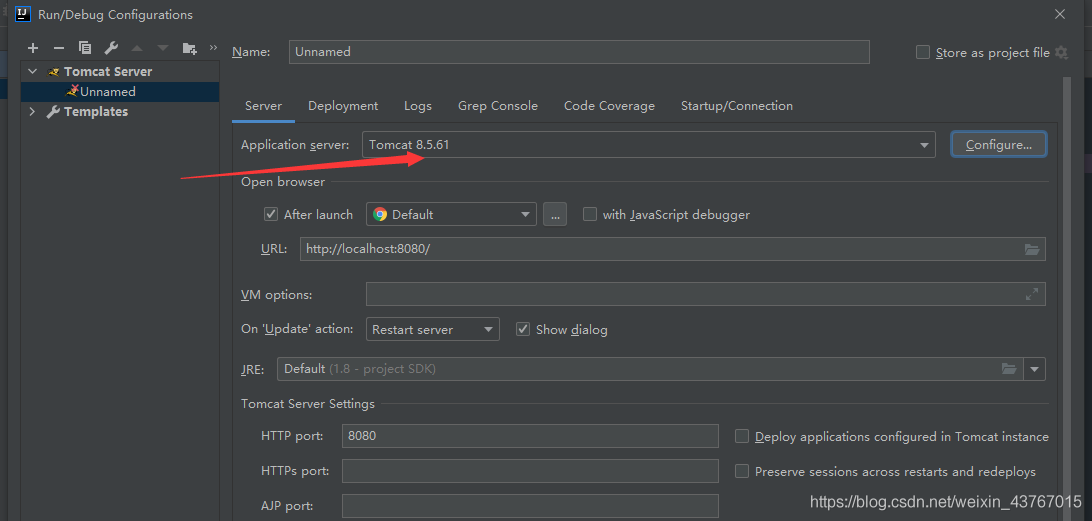 Run/Debug Configurations
Name: Unnamed Store as project file
Tomcat Server
Unnamed
Templates
Server Deployment Logs Grep Console Code Coverage Startup/Connection
Application server: Tomcat 8.5.61 Configure...
Open browser
After launch Default ... with JavaScript debugger
URL: http://localhost:8080/
VM options:
On 'Update' action: Restart server Show dialog
JRE: Default (1.8 - project SDK)
Tomcat Server Settings
HTTP port: 8080 Deploy applications configured in Tomcat instance
HTTPs port: Preserve sessions across restarts and redeploys
AJP port:
https://blog.csdn.net/weixin_43767015